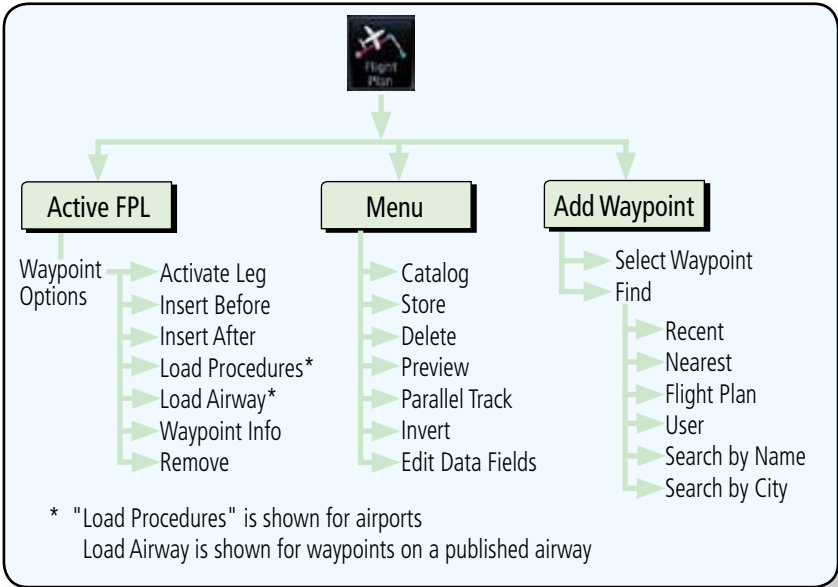 Flight
Plan
Active FPL
Waypoint
Options
Activate Leg
Insert Before
Insert After
Load Procedures*
Load Airway*
Waypoint Info
Remove
Menu
Catalog
Store
Delete
Preview
Parallel Track
Invert
Edit Data Fields
Add Waypoint
Select Waypoint
Find
Recent
Nearest
Flight Plan
User
Search by Name
Search by City
* "Load Procedures" is shown for airports
Load Airway is shown for waypoints on a published airway